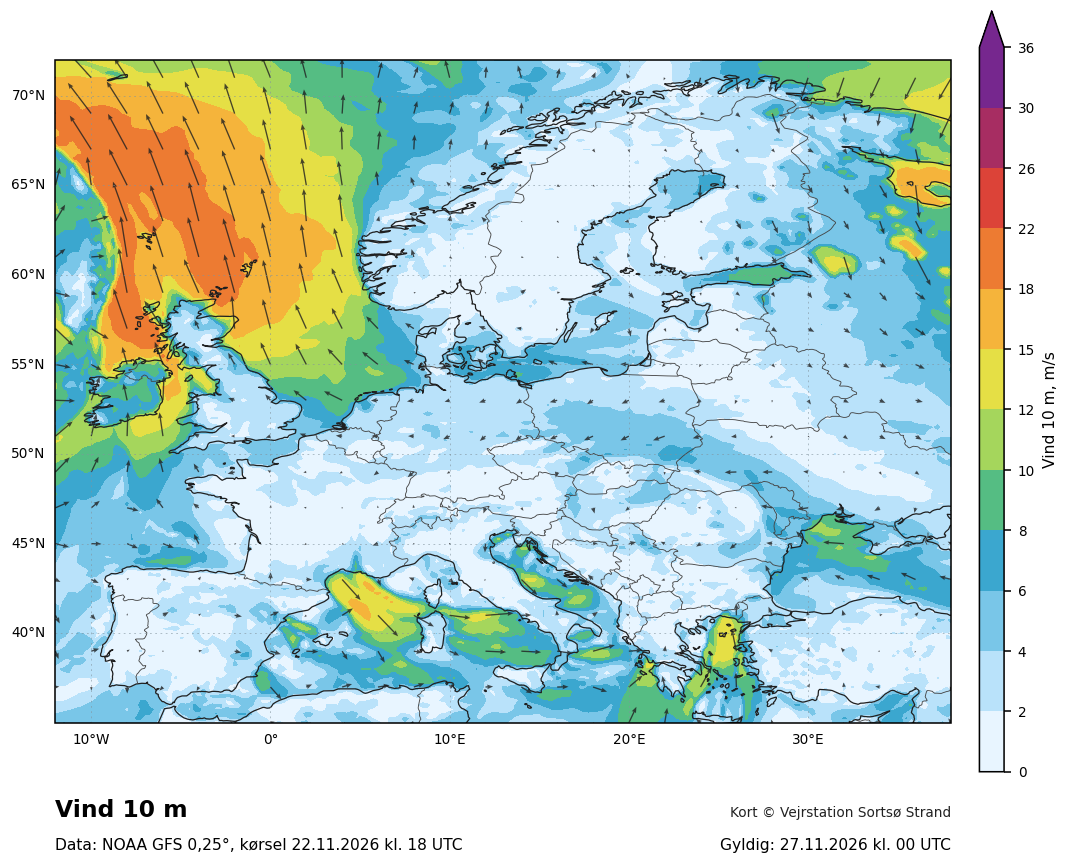 70°N
65°N
60°N
55°N
50°N
45°N
40°N
10°W
0°
10°E
20°E
30°E
36
30
26
22
18
15
12
10
8
6
4
2
0
Vind 10 m, m/s
Vind 10 m
Kort © Vejrstation Sortsø Strand
Data: NOAA GFS 0,25°, kørsel 22.11.2026 kl. 18 UTC
Gyldig: 27.11.2026 kl. 00 UTC